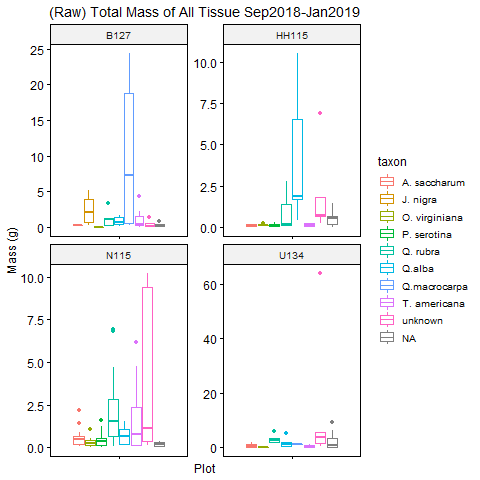 (Raw) Total Mass of All Tissue Sep2018-Jan2019
B127
HH115
25
20
15
10
5
0
10.0
7.5
5.0
2.5
0.0
N115
U134
10.0
7.5
5.0
2.5
0.0
60
40
20
0
Mass (g)
Plot
taxon
A. saccharum
J. nigra
O. virginiana
P. serotina
Q. rubra
Q.alba
Q.macrocarpa
T. americana
unknown
NA